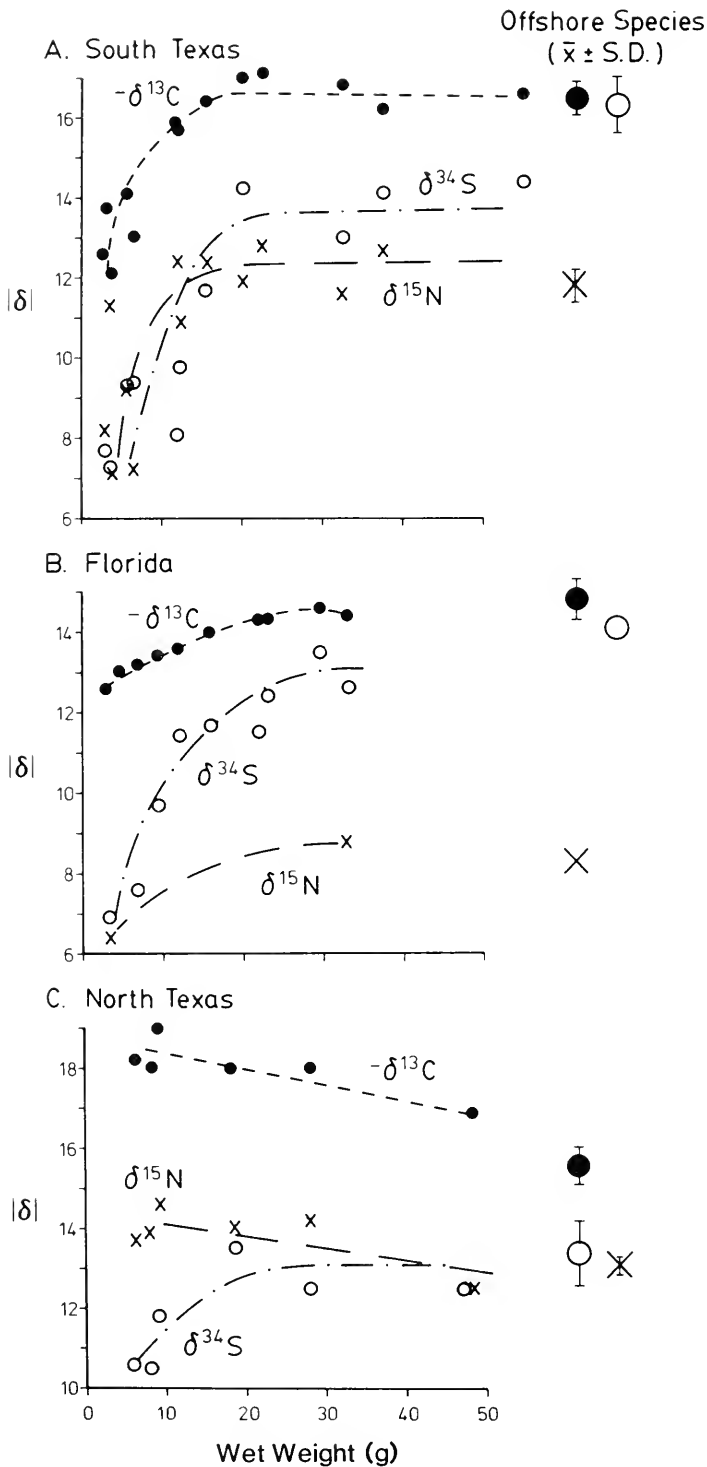 Offshore Species
( x̄ ± S.D. )
A. South Texas
-δ13C
δ34S
δ15N
|δ|
16
14
12
10
8
6
B. Florida
-δ13C
δ34S
δ15N
|δ|
14
12
10
8
6
C. North Texas
-δ13C
δ15N
δ34S
|δ|
18
16
14
12
10
0 10 20 30 40 50
Wet Weight (g)